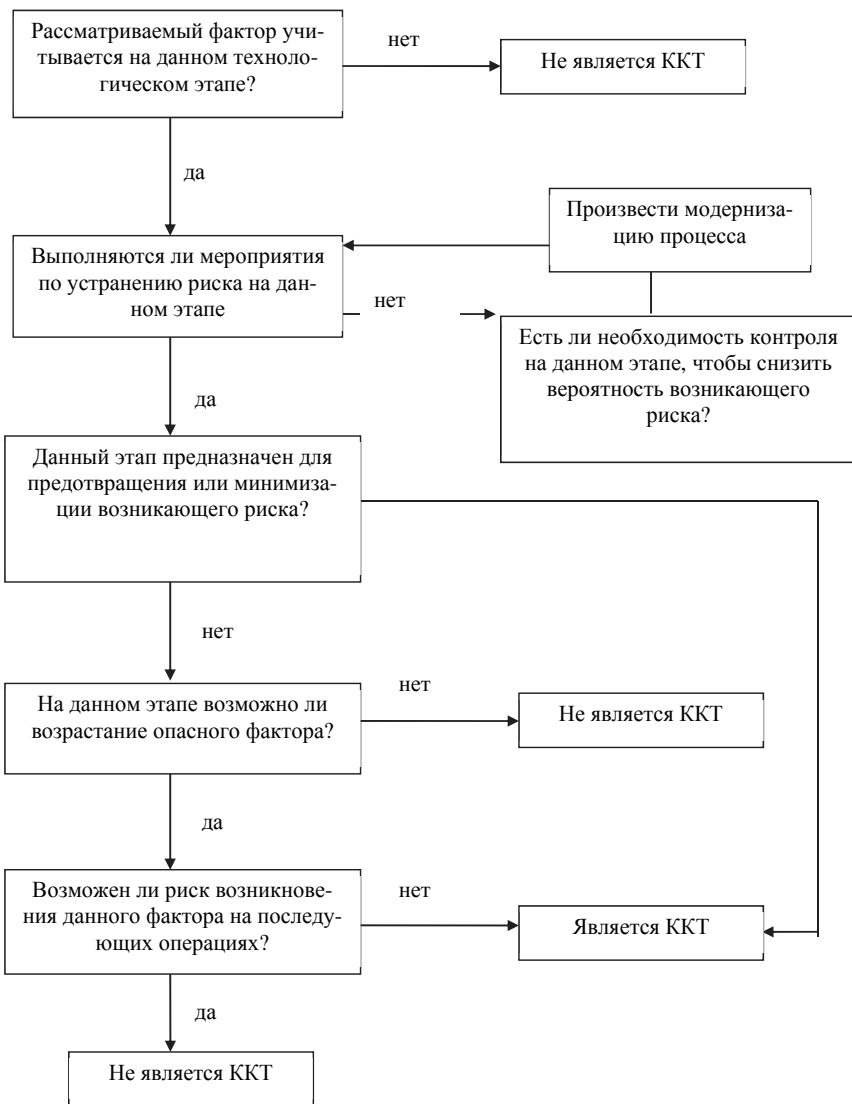 Рассматриваемый фактор учи-
тывается на данном техноло-
гическом этапе?
нет
Не является ККТ
да
Произвести модерниза-
цию процесса
Выполняются ли мероприятия
по устранению риска на дан-
ном этапе
нет
Есть ли необходимость контроля
на данном этапе, чтобы снизить
вероятность возникающего
риска?
да
Данный этап предназначен для
предотвращения или минимиза-
ции возникающего риска?
нет
На данном этапе возможно ли
возрастание опасного фактора?
нет
Не является ККТ
да
Возможен ли риск возникнове-
ния данного фактора на последу-
ющих операциях?
нет
Является ККТ
да
Не является ККТ